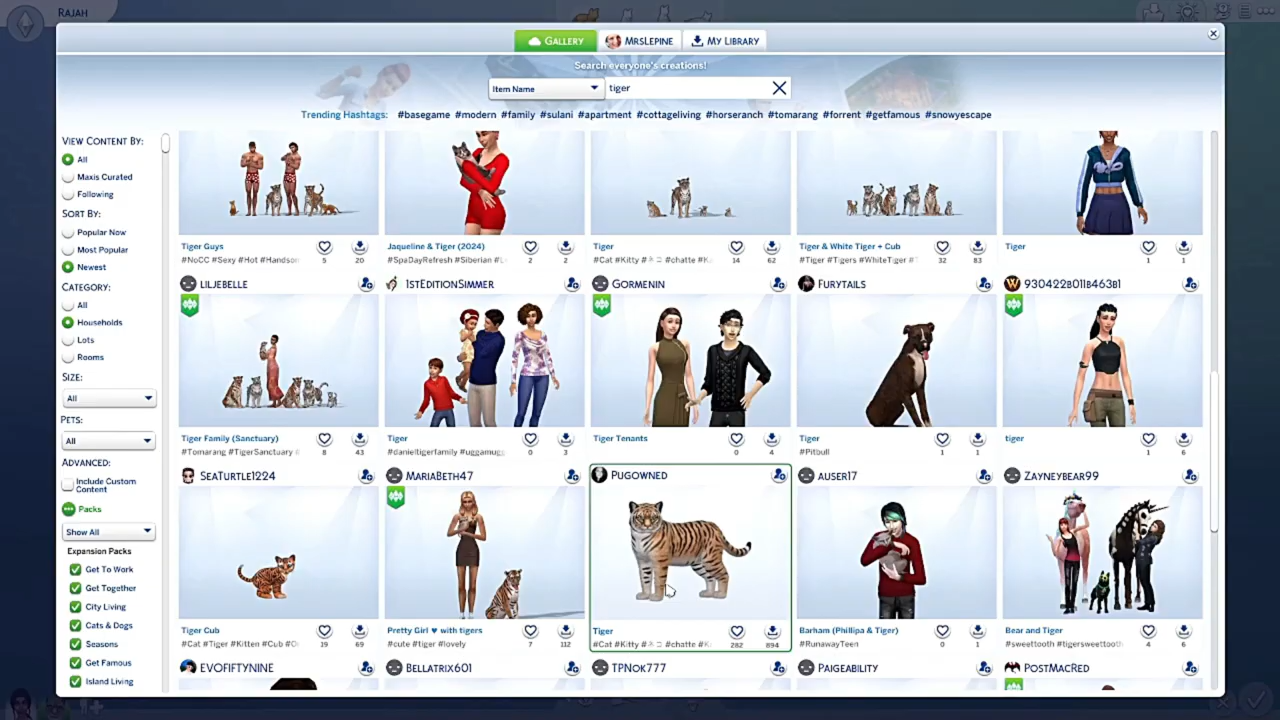 RAJAH
GALLERY
MRSLEPINE
MY LIBRARY
Search everyone's creations!
Item Name
tiger
Trending Hashtags: #basegame #modern #family #sulani #apartment #cottageliving #horseranch #tomarang #forrent #getfamous #snowyescape
VIEW CONTENT BY:
All
Maxis Curated
Following
SORT BY:
Popular Now
Most Popular
Newest
CATEGORY:
All
Households
Lots
Rooms
SIZE:
All
PETS:
All
ADVANCED:
Include Custom
Content
Packs
Show All
Expansion Packs
Get To Work
Get Together
City Living
Cats & Dogs
Seasons
Get Famous
Island Living
Tiger Guys
#NoCC #Sexy #Hot #Handson
5 20
Jaqueline & Tiger (2024)
#SpaDayRefresh #Siberian #L
2 2
Tiger
#Cat #Kitty #ネコ #chatte #K
14 62
Tiger & White Tiger + Cub
#Tiger #Tigers #WhiteTiger #
32 83
Tiger
1 1
LILJEBELLE
1STEDITIONSIMMER
GORMENIN
FURYTAILS
930422B011B463B1
Tiger Family (Sanctuary)
#Tomarang #TigerSanctuary #
8 43
Tiger
#danieltigerfamily #uggamug
0 3
Tiger Tenants
0 4
Tiger
#Pitbull
1 1
tiger
1 6
SEATURTLE1224
MARIABETH47
PUGOWNED
AUSER17
ZAYNEYBEAR99
Tiger Cub
#Cat #Tiger #Kitten #Cub #O
19 69
Pretty Girl ♥ with tigers
#cute #tiger #lovely
7 112
Tiger
#Cat #Kitty #ネコ #chatte #K
282 894
Barham (Phillipa & Tiger)
#RunawayTeen
0 1
Bear and Tiger
#sweettooth #tigersweettooth
4 6
EVOFIFTYNINE
BELLATRIX601
TPNOK777
PAIGEABILITY
POSTMACRED